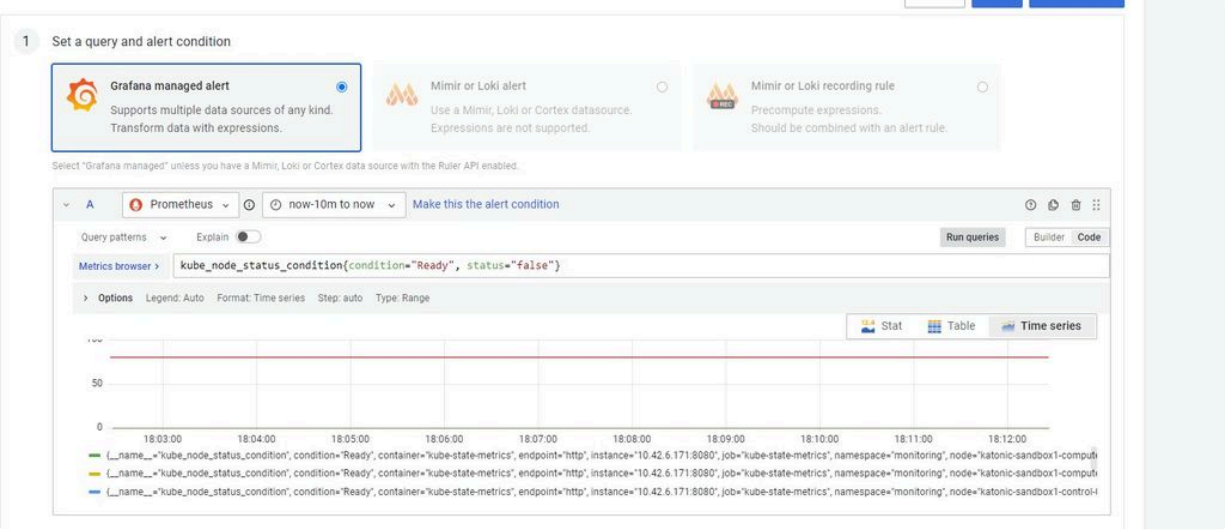 1 Set a query and alert condition
Grafana managed alert
Supports multiple data sources of any kind.
Transform data with expressions.
Mimir or Loki alert
Use a Mimir, Loki or Cortex datasource.
Expressions are not supported.
REC
Mimir or Loki recording rule
Precompute expressions.
Should be combined with an alert rule.
Select "Grafana managed" unless you have a Mimir, Loki or Cortex data source with the Ruler API enabled.
A Prometheus now-10m to now Make this the alert condition
Query patterns Explain Run queries Builder Code
Metrics browser > kube_node_status_condition{condition="Ready", status="false"}
> Options Legend: Auto Format: Time series Step: auto Type: Range
12.4 Stat Table Time series
100
50
0
18:03:00 18:04:00 18:05:00 18:06:00 18:07:00 18:08:00 18:09:00 18:10:00 18:11:00 18:12:00
{__name__="kube_node_status_condition", condition="Ready", container="kube-state-metrics", endpoint="http", instance="10.42.6.171:8080", job="kube-state-metrics", namespace="monitoring", node="katonic-sandbox1-compute
{__name__="kube_node_status_condition", condition="Ready", container="kube-state-metrics", endpoint="http", instance="10.42.6.171:8080", job="kube-state-metrics", namespace="monitoring", node="katonic-sandbox1-compute
{__name__="kube_node_status_condition", condition="Ready", container="kube-state-metrics", endpoint="http", instance="10.42.6.171:8080", job="kube-state-metrics", namespace="monitoring", node="katonic-sandbox1-control-